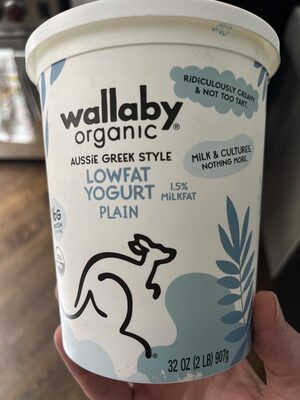 RiDiCULOUSLY CREAMY
& NOT TOO TART.
wallaby®
organic
AUSSIE GREEK STYLE
LOWFAT
YOGURT
PLAIN
1.5%
MiLKFAT
MILK & CULTURES.
NOTHING MORE.
32 OZ (2 LB) 907g